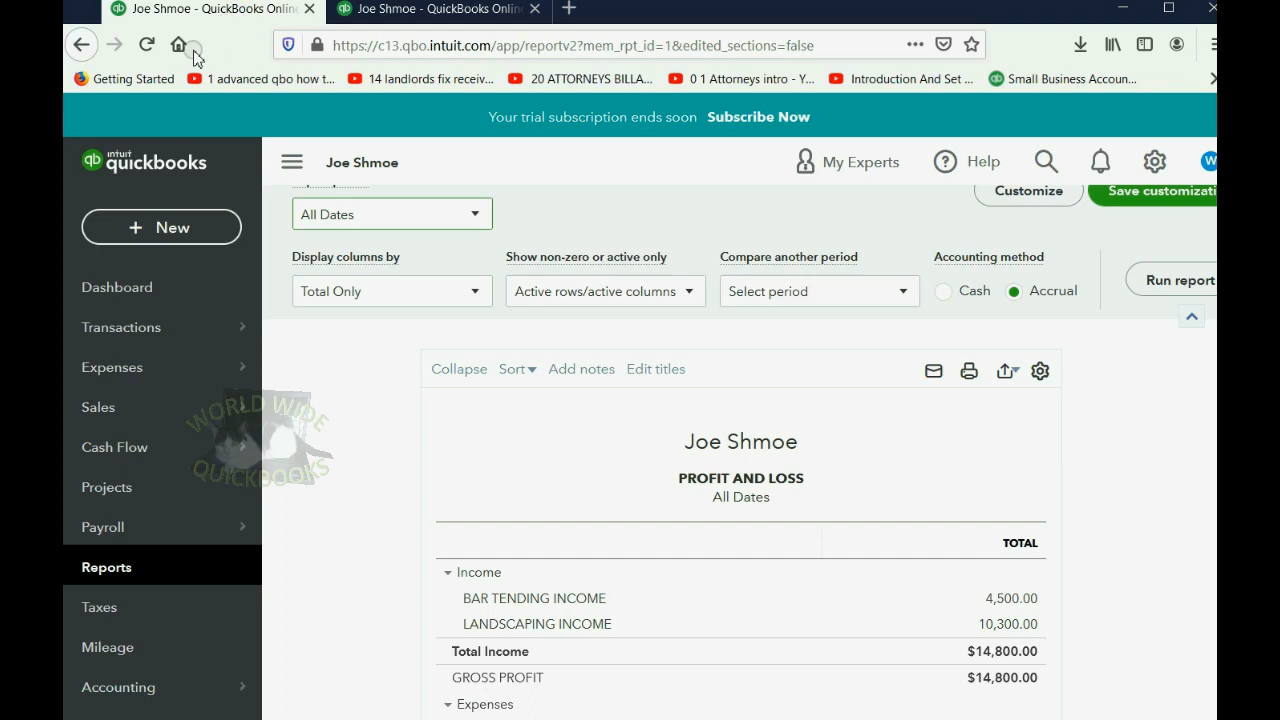 Joe Shmoe - QuickBooks Online
Joe Shmoe - QuickBooks Online
https://c13.qbo.intuit.com/app/reportv2?mem_rpt_id=1&edited_sections=false
Getting Started
1 advanced qbo how t...
14 landlords fix receiv...
20 ATTORNEYS BILLA...
0 1 Attorneys intro - Y...
Introduction And Set ...
Small Business Accoun...
Your trial subscription ends soon Subscribe Now
intuit
quickbooks
Joe Shmoe
My Experts
Help
W
+ New
Dashboard
Transactions
Expenses
Sales
Cash Flow
Projects
Payroll
Reports
Taxes
Mileage
Accounting
WORLD WIDE
QUICKBOOKS
All Dates
Customize
Save customizati
Display columns by
Show non-zero or active only
Compare another period
Accounting method
Total Only
Active rows/active columns
Select period
Cash
Accrual
Run report
Collapse Sort Add notes Edit titles
Joe Shmoe
PROFIT AND LOSS
All Dates
TOTAL
Income
BAR TENDING INCOME 4,500.00
LANDSCAPING INCOME 10,300.00
Total Income $14,800.00
GROSS PROFIT $14,800.00
Expenses